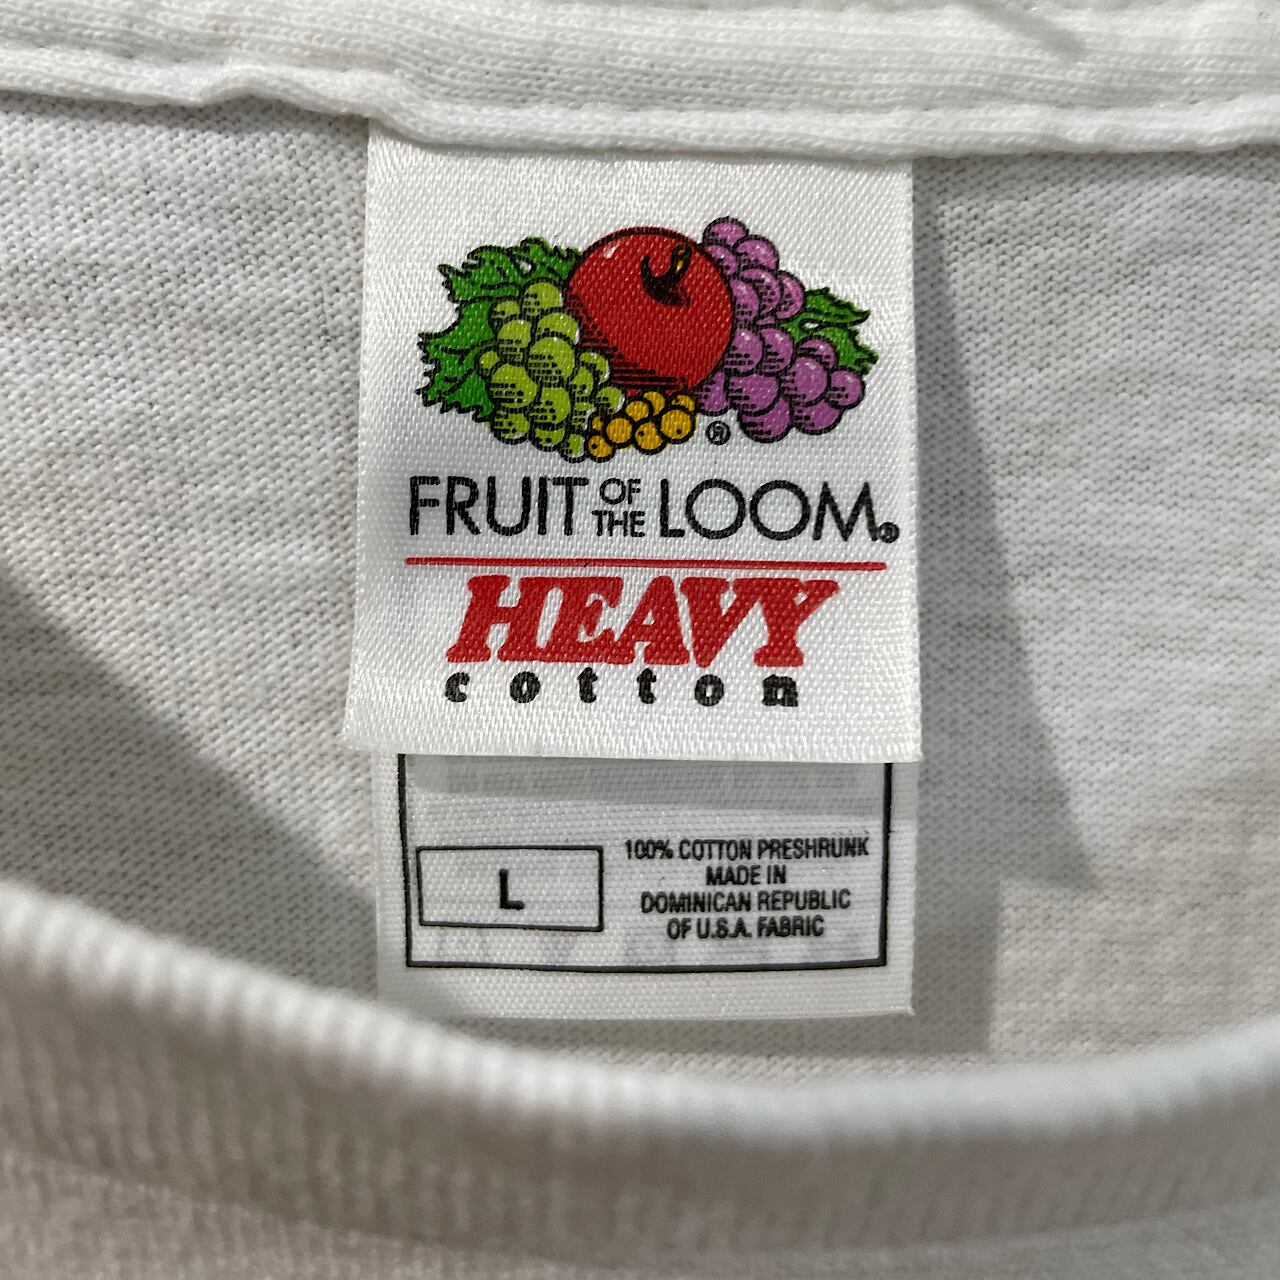 ®
FRUIT OF THE LOOM®
HEAVY
cotton
L
100% COTTON PRESHRUNK
MADE IN
DOMINICAN REPUBLIC
OF U.S.A. FABRIC